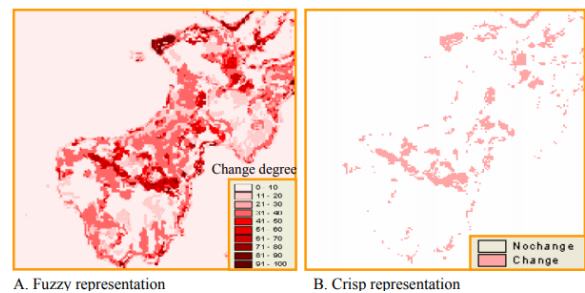 Change degree
0 - 10
11 - 20
21 - 30
31 - 40
41 - 50
51 - 60
61 - 70
71 - 80
81 - 90
91 - 100
Nochange
Change
A. Fuzzy representation
B. Crisp representation